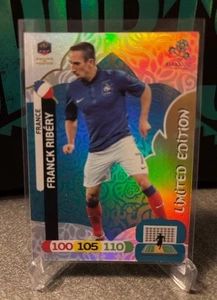 FRANCE
FRANCK RIBÉRY
LIMITED EDITION
100 105 110